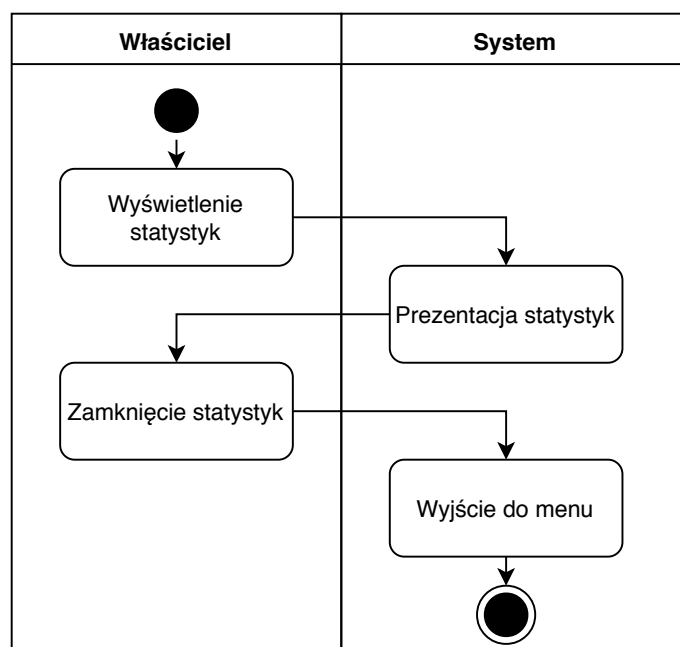 Właściciel
System
Wyświetlenie
statystyk
Prezentacja statystyk
Zamknięcie statystyk
Wyjście do menu